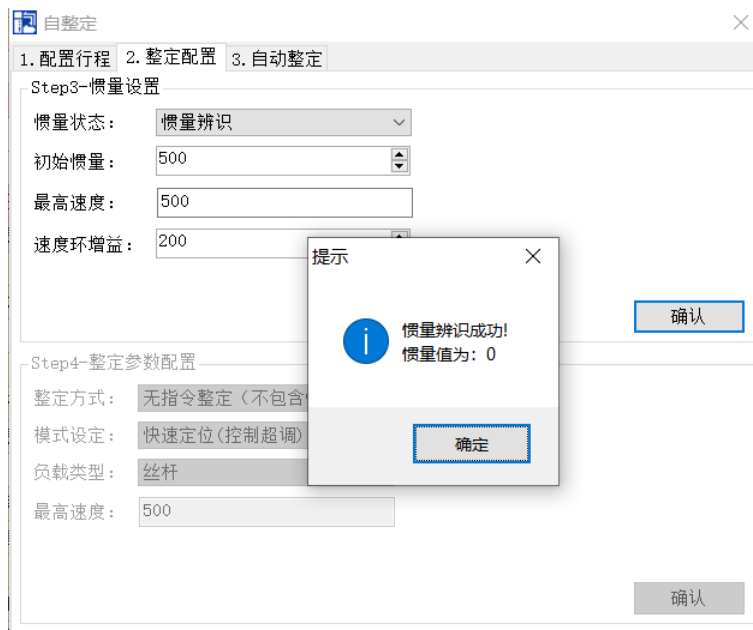 自整定
1.配置行程 2.整定配置 3.自动整定
Step3-惯量设置
惯量状态： 惯量辨识
初始惯量： 500
最高速度： 500
速度环增益： 200
提示
惯量辨识成功!
惯量值为: 0
确定
确认
Step4-整定参数配置
整定方式： 无指令整定（不包含
模式设定： 快速定位(控制超调)
负载类型： 丝杆
最高速度： 500
确认